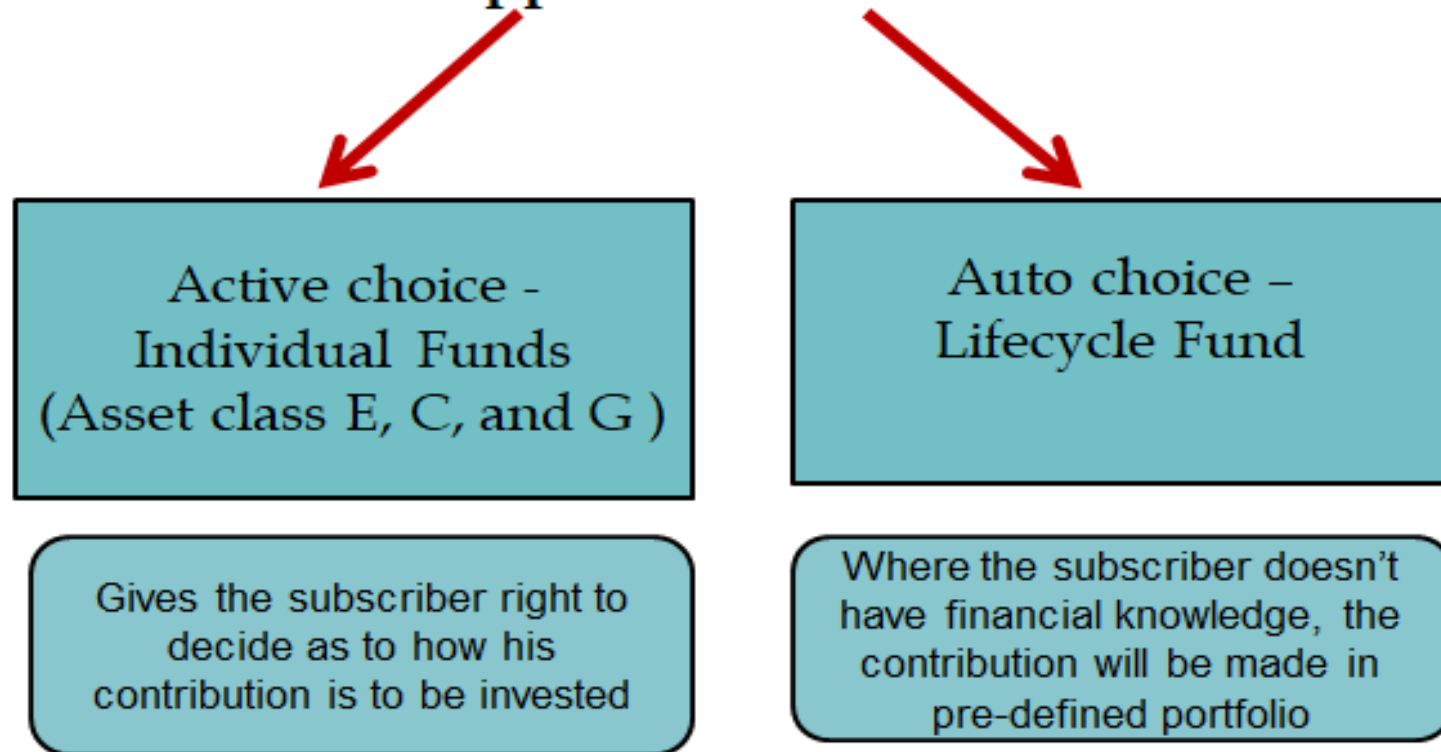 Active choice -
Individual Funds
(Asset class E, C, and G )
Gives the subscriber right to
decide as to how his
contribution is to be invested
Auto choice –
Lifecycle Fund
Where the subscriber doesn’t
have financial knowledge, the
contribution will be made in
pre-defined portfolio